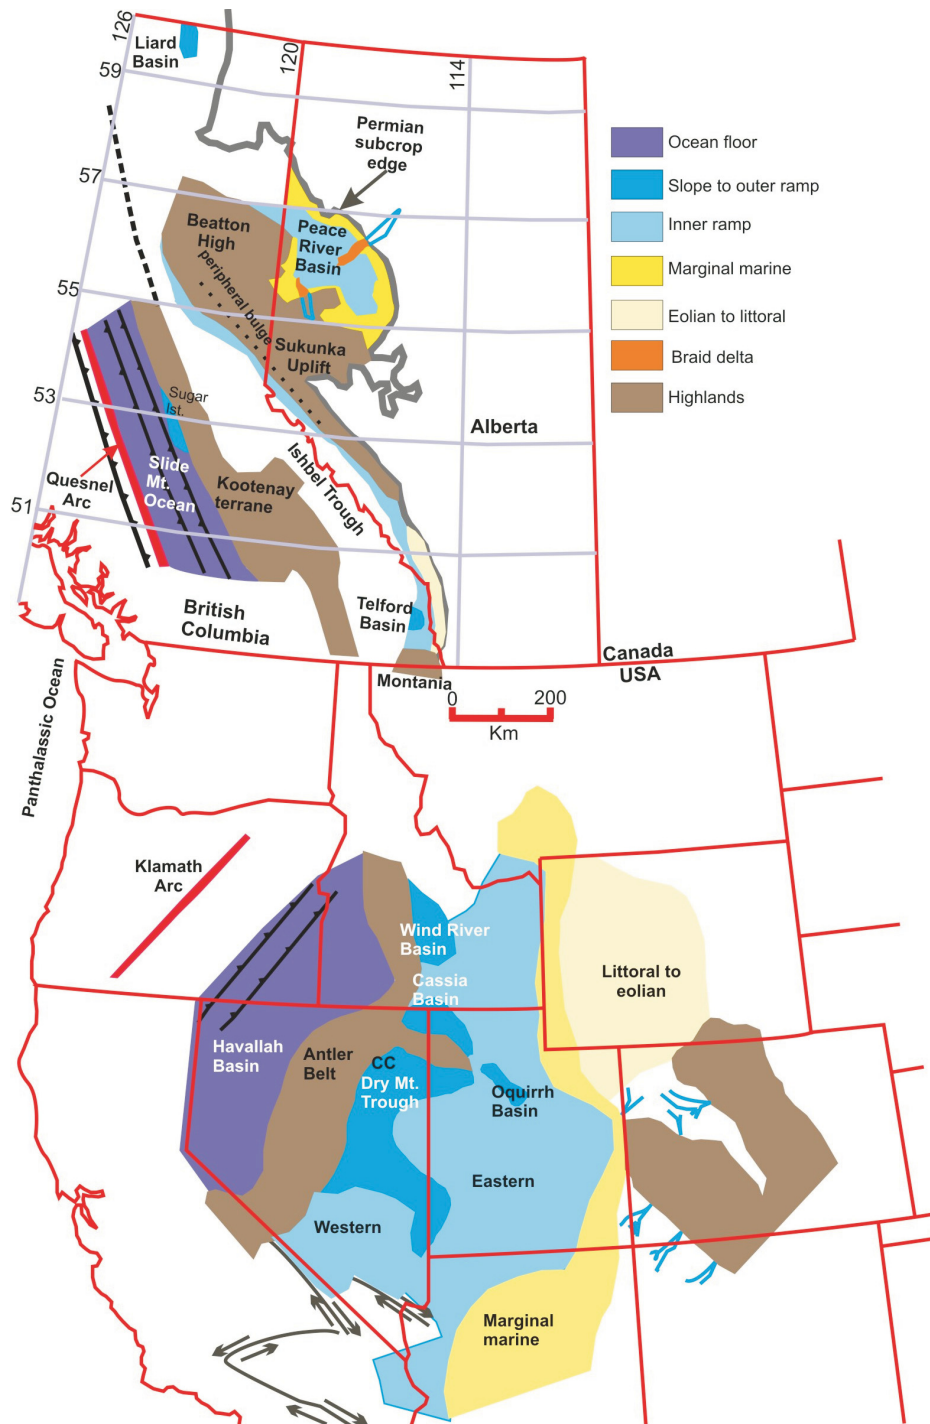 126
Liard
Basin
59
120
114
Permian
subcrop
edge
57
Beatton
High
Peace
River
Basin
peripheral bulge
55
Sukunka
Uplift
Sugar
Ist.
53
Alberta
Slide
Mt.
Ocean
Quesnel
Arc
Kootenay
terrane
Ishbel Trough
51
Telford
Basin
British
Columbia
Canada
USA
Montania
0
200
Km
Ocean floor
Slope to outer ramp
Inner ramp
Marginal marine
Eolian to littoral
Braid delta
Highlands
Panthalassic Ocean
Klamath
Arc
Wind River
Basin
Cassia
Basin
Littoral to
eolian
Havallah
Basin
Antler
Belt
CC
Dry Mt.
Trough
Oquirrh
Basin
Eastern
Western
Marginal
marine